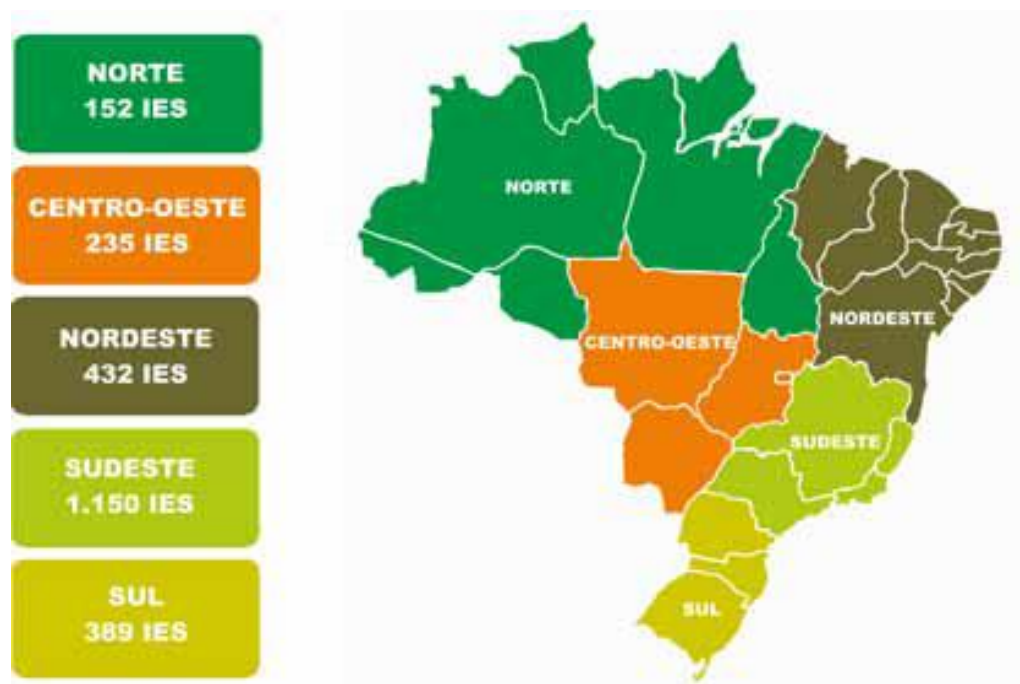 NORTE
152 IES
CENTRO-OESTE
235 IES
NORDESTE
432 IES
SUDESTE
1.150 IES
SUL
389 IES
NORTE
CENTRO-OESTE
NORDESTE
SUDESTE
SUL